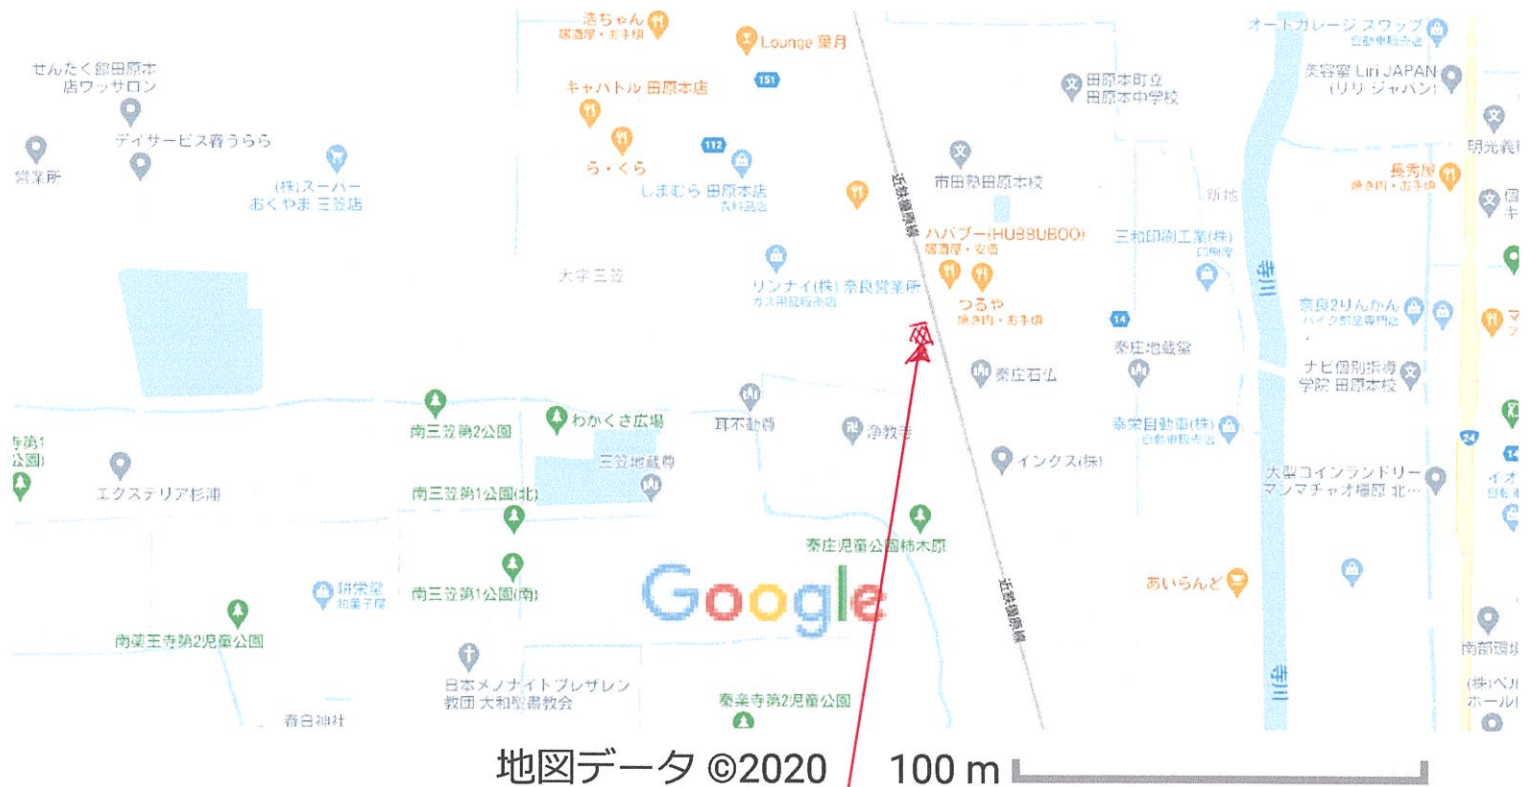 浩ちゃん
居酒屋・お手頃
Lounge 葉月
オートガレージ スワップ
自動車販売店
せんたく館田原本
店ワッサロン
151
キャパトル 田原本店
田原本町立
田原本中学校
美容室 Liri JAPAN
(リリ ジャパン)
デイサービス春うらら
営業所
ら・くら
112
しまむら 田原本店
衣料品店
市田塾田原本校
明光義
長秀屋
焼き肉・お手頃
(株)スーパー
おくやま 三笠店
近鉄橿原線
新地
ハバブー(HUBBUBOO)
居酒屋・安価
三和印刷工業(株)
印刷屋
大字三笠
リンナイ(株) 奈良営業所
ガス用品販売店
つるや
焼き肉・お手頃
寺川
奈良2りんかん
バイク部品専門店
14
秦庄地蔵堂
秦庄石仏
ナビ個別指導
学院 田原本校
南三笠第2公園
わかくさ広場
耳不動尊
浄教寺
幸栄自動車(株)
自動車販売店
寺第1
公園)
エクステリア杉浦
三笠地蔵尊
インクス(株)
24
14
大型コインランドリー
マンマチャオ橿原 北…
イオ
南三笠第1公園(北)
秦庄児童公園柿木原
耕栄堂
和菓子屋
南三笠第1公園(南)
Google
あいらんど
近鉄橿原線
南薬王寺第2児童公園
日本メノナイトブレザレン
教団 大和聖書教会
秦楽寺第2児童公園
寺川
南部環境
(株)ベル
ホール
春日神社
地図データ ©2020
100 m